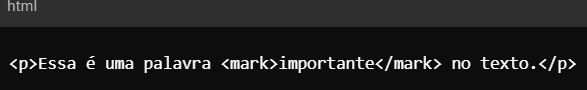 html
<p>Essa é uma palavra <mark>importante</mark> no texto.</p>